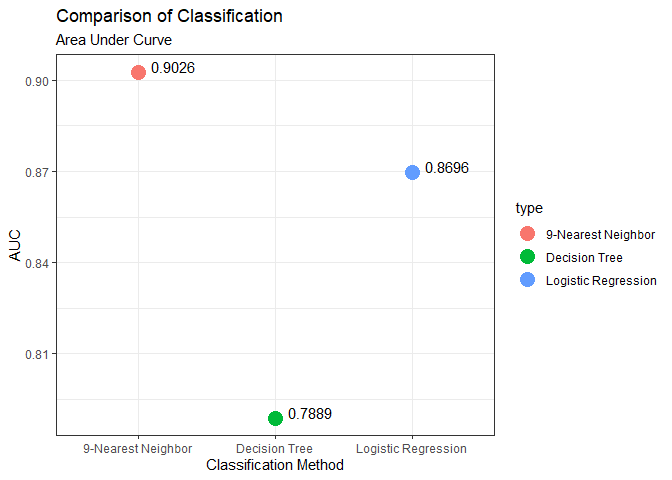 Comparison of Classification
Area Under Curve
0.90
0.87
0.84
0.81
AUC
0.9026
0.8696
0.7889
9-Nearest Neighbor
Decision Tree
Logistic Regression
Classification Method
type
9-Nearest Neighbor
Decision Tree
Logistic Regression